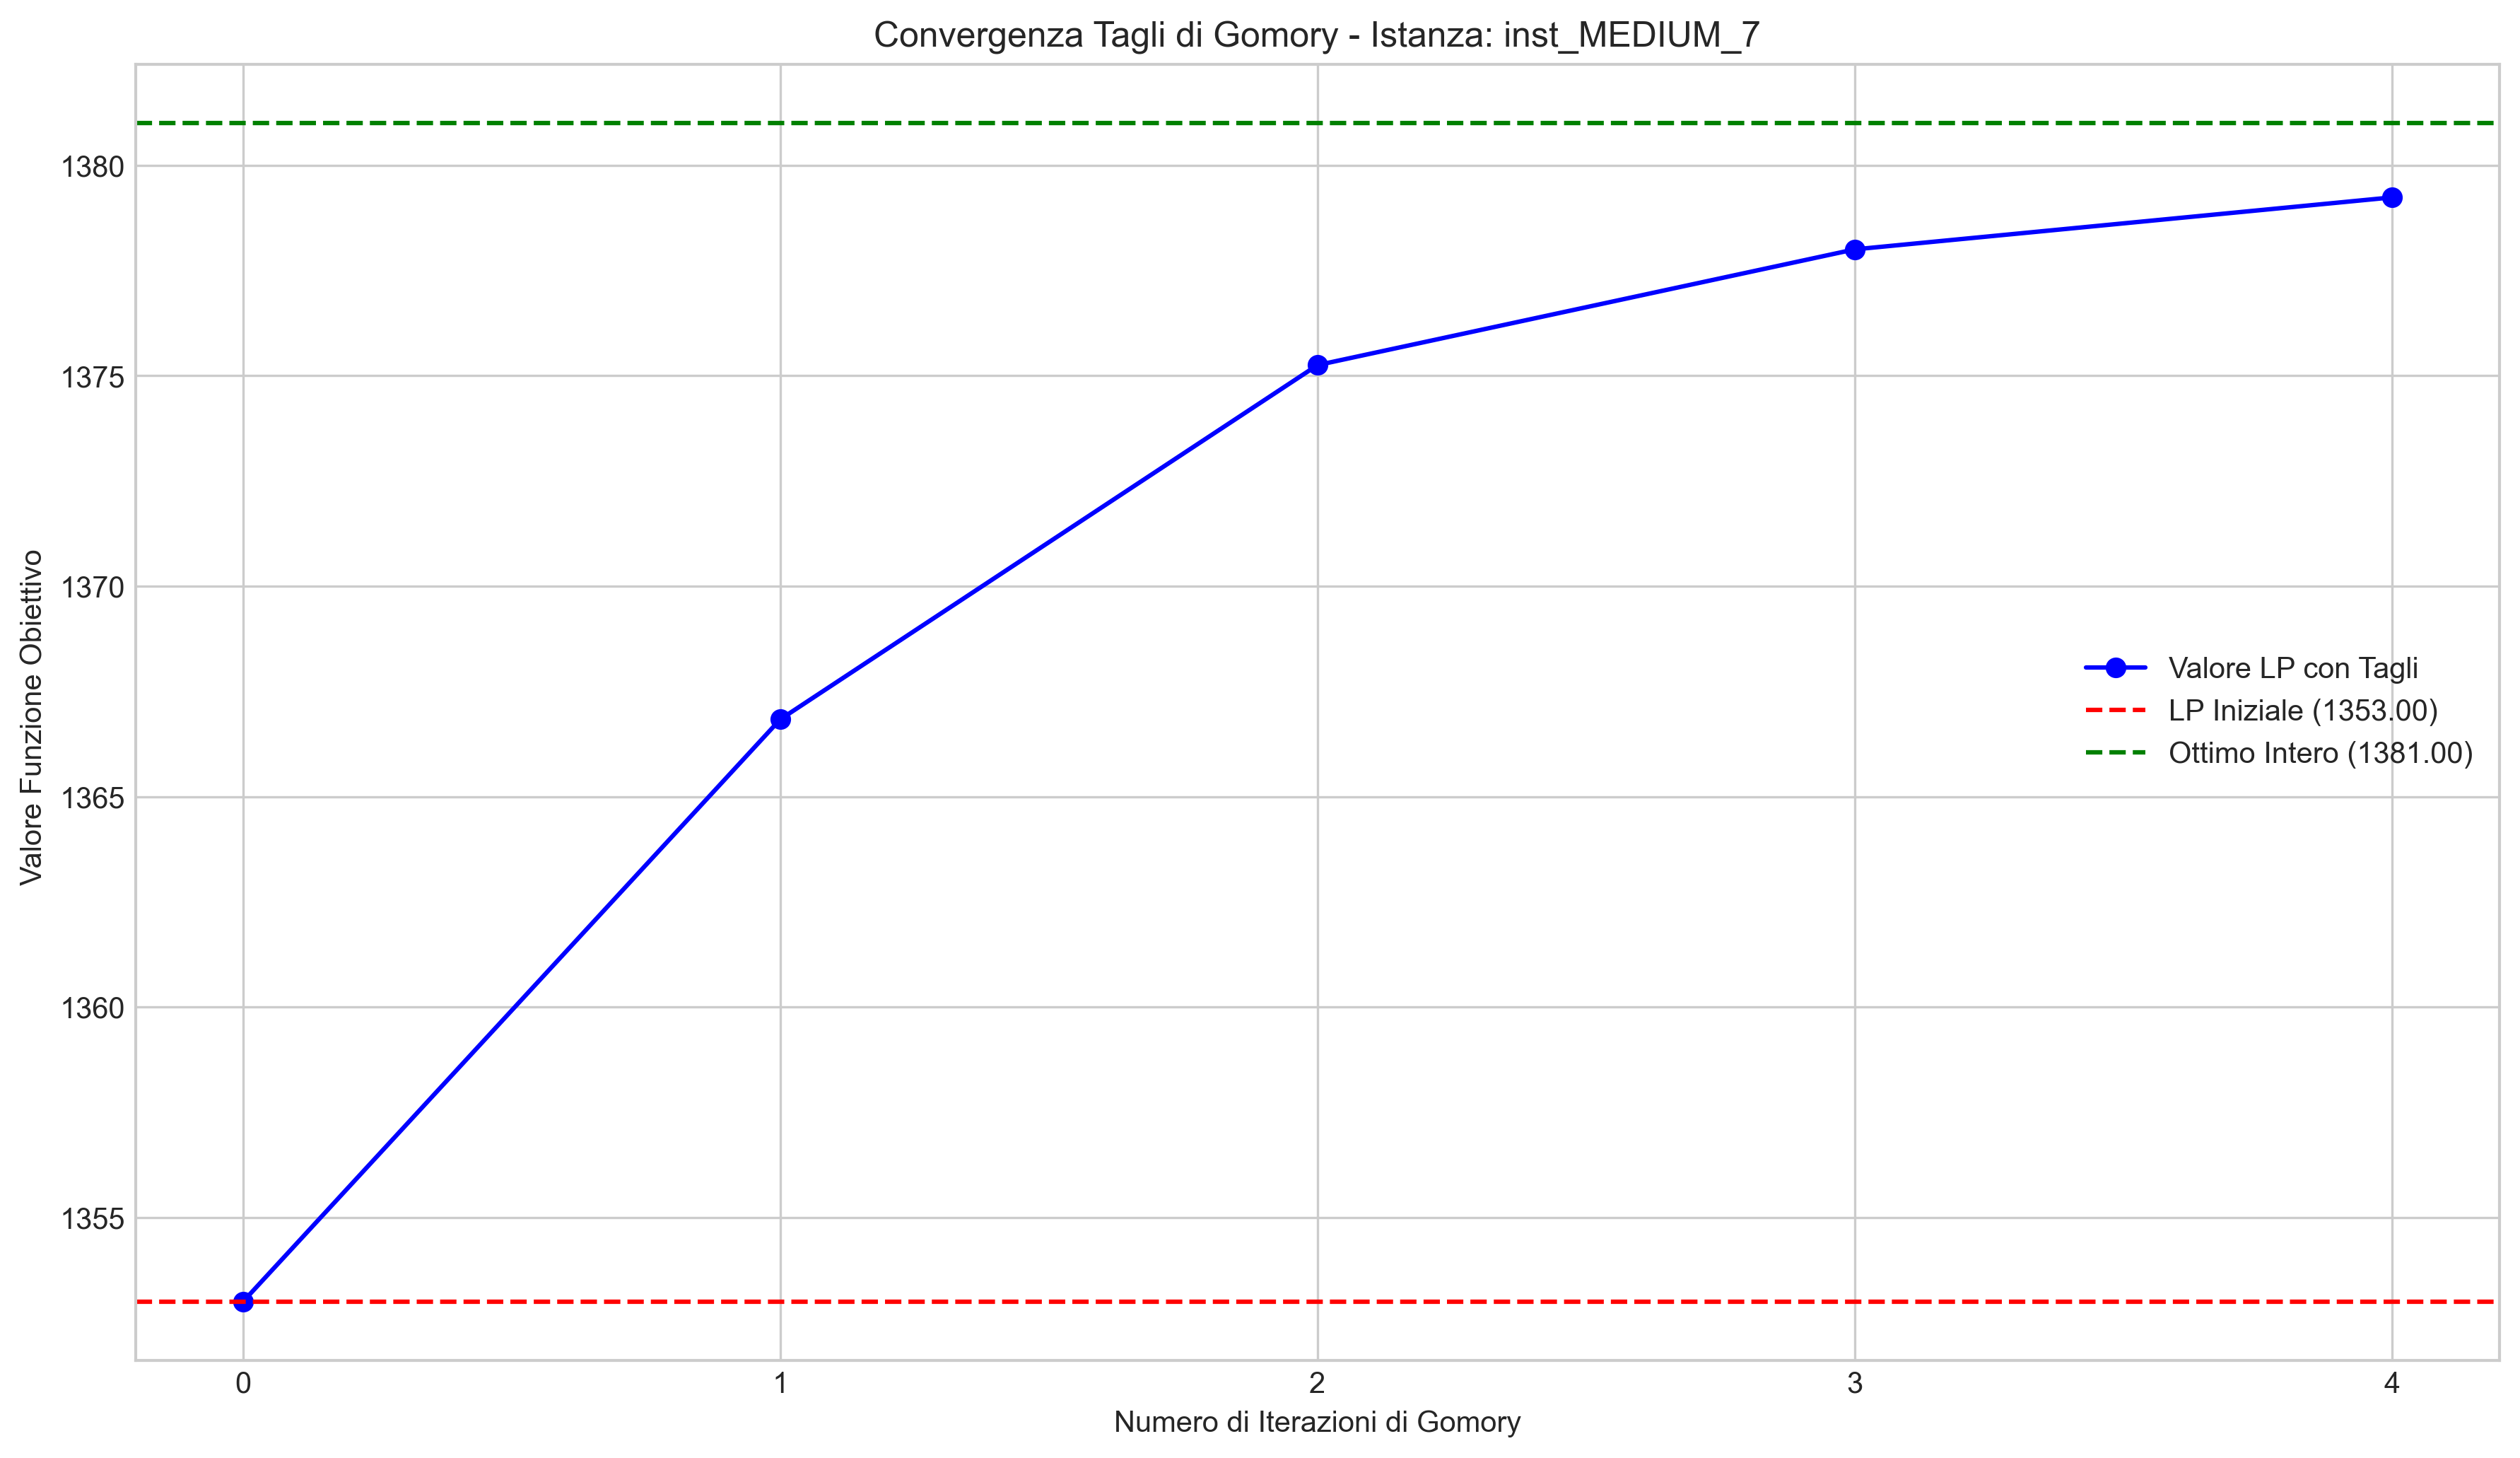 Convergenza Tagli di Gomory - Istanza: inst_MEDIUM_7
Valore Funzione Obiettivo
1380
1375
1370
1365
1360
1355
Valore LP con Tagli
LP Iniziale (1353.00)
Ottimo Intero (1381.00)
0 1 2 3 4
Numero di Iterazioni di Gomory